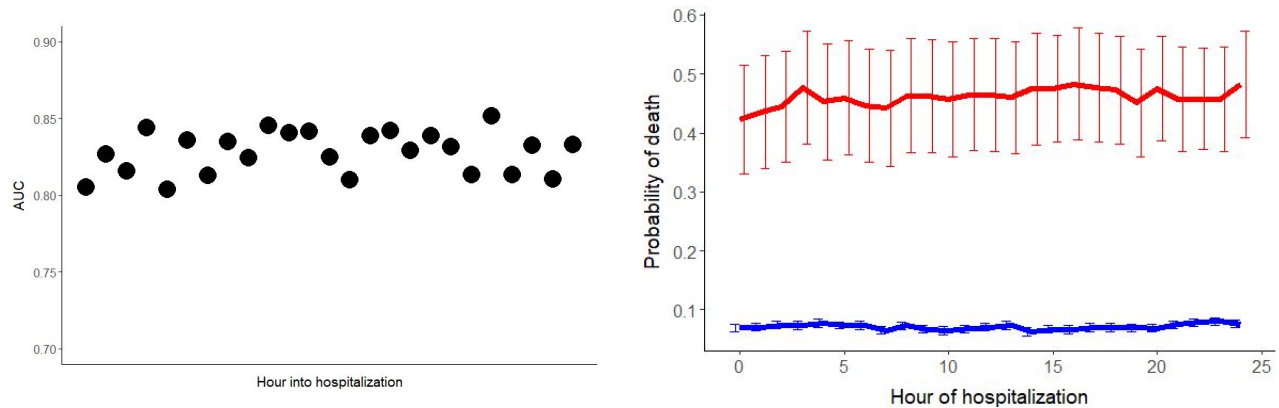 0.90
0.85
0.80
0.75
0.70
AUC
Hour into hospitalization
0.6
0.5
0.4
0.3
0.2
0.1
Probability of death
0 5 10 15 20 25
Hour of hospitalization